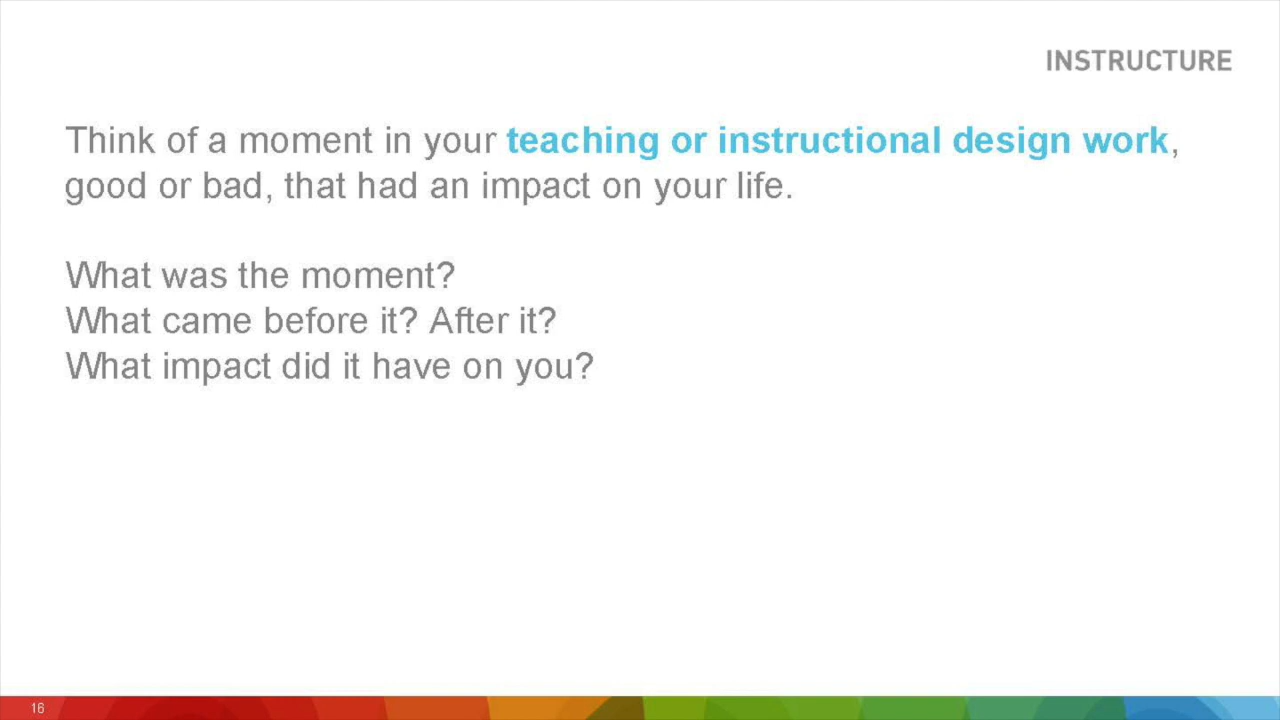 INSTRUCTURE
Think of a moment in your teaching or instructional design work,
good or bad, that had an impact on your life.
What was the moment?
What came before it? After it?
What impact did it have on you?
16